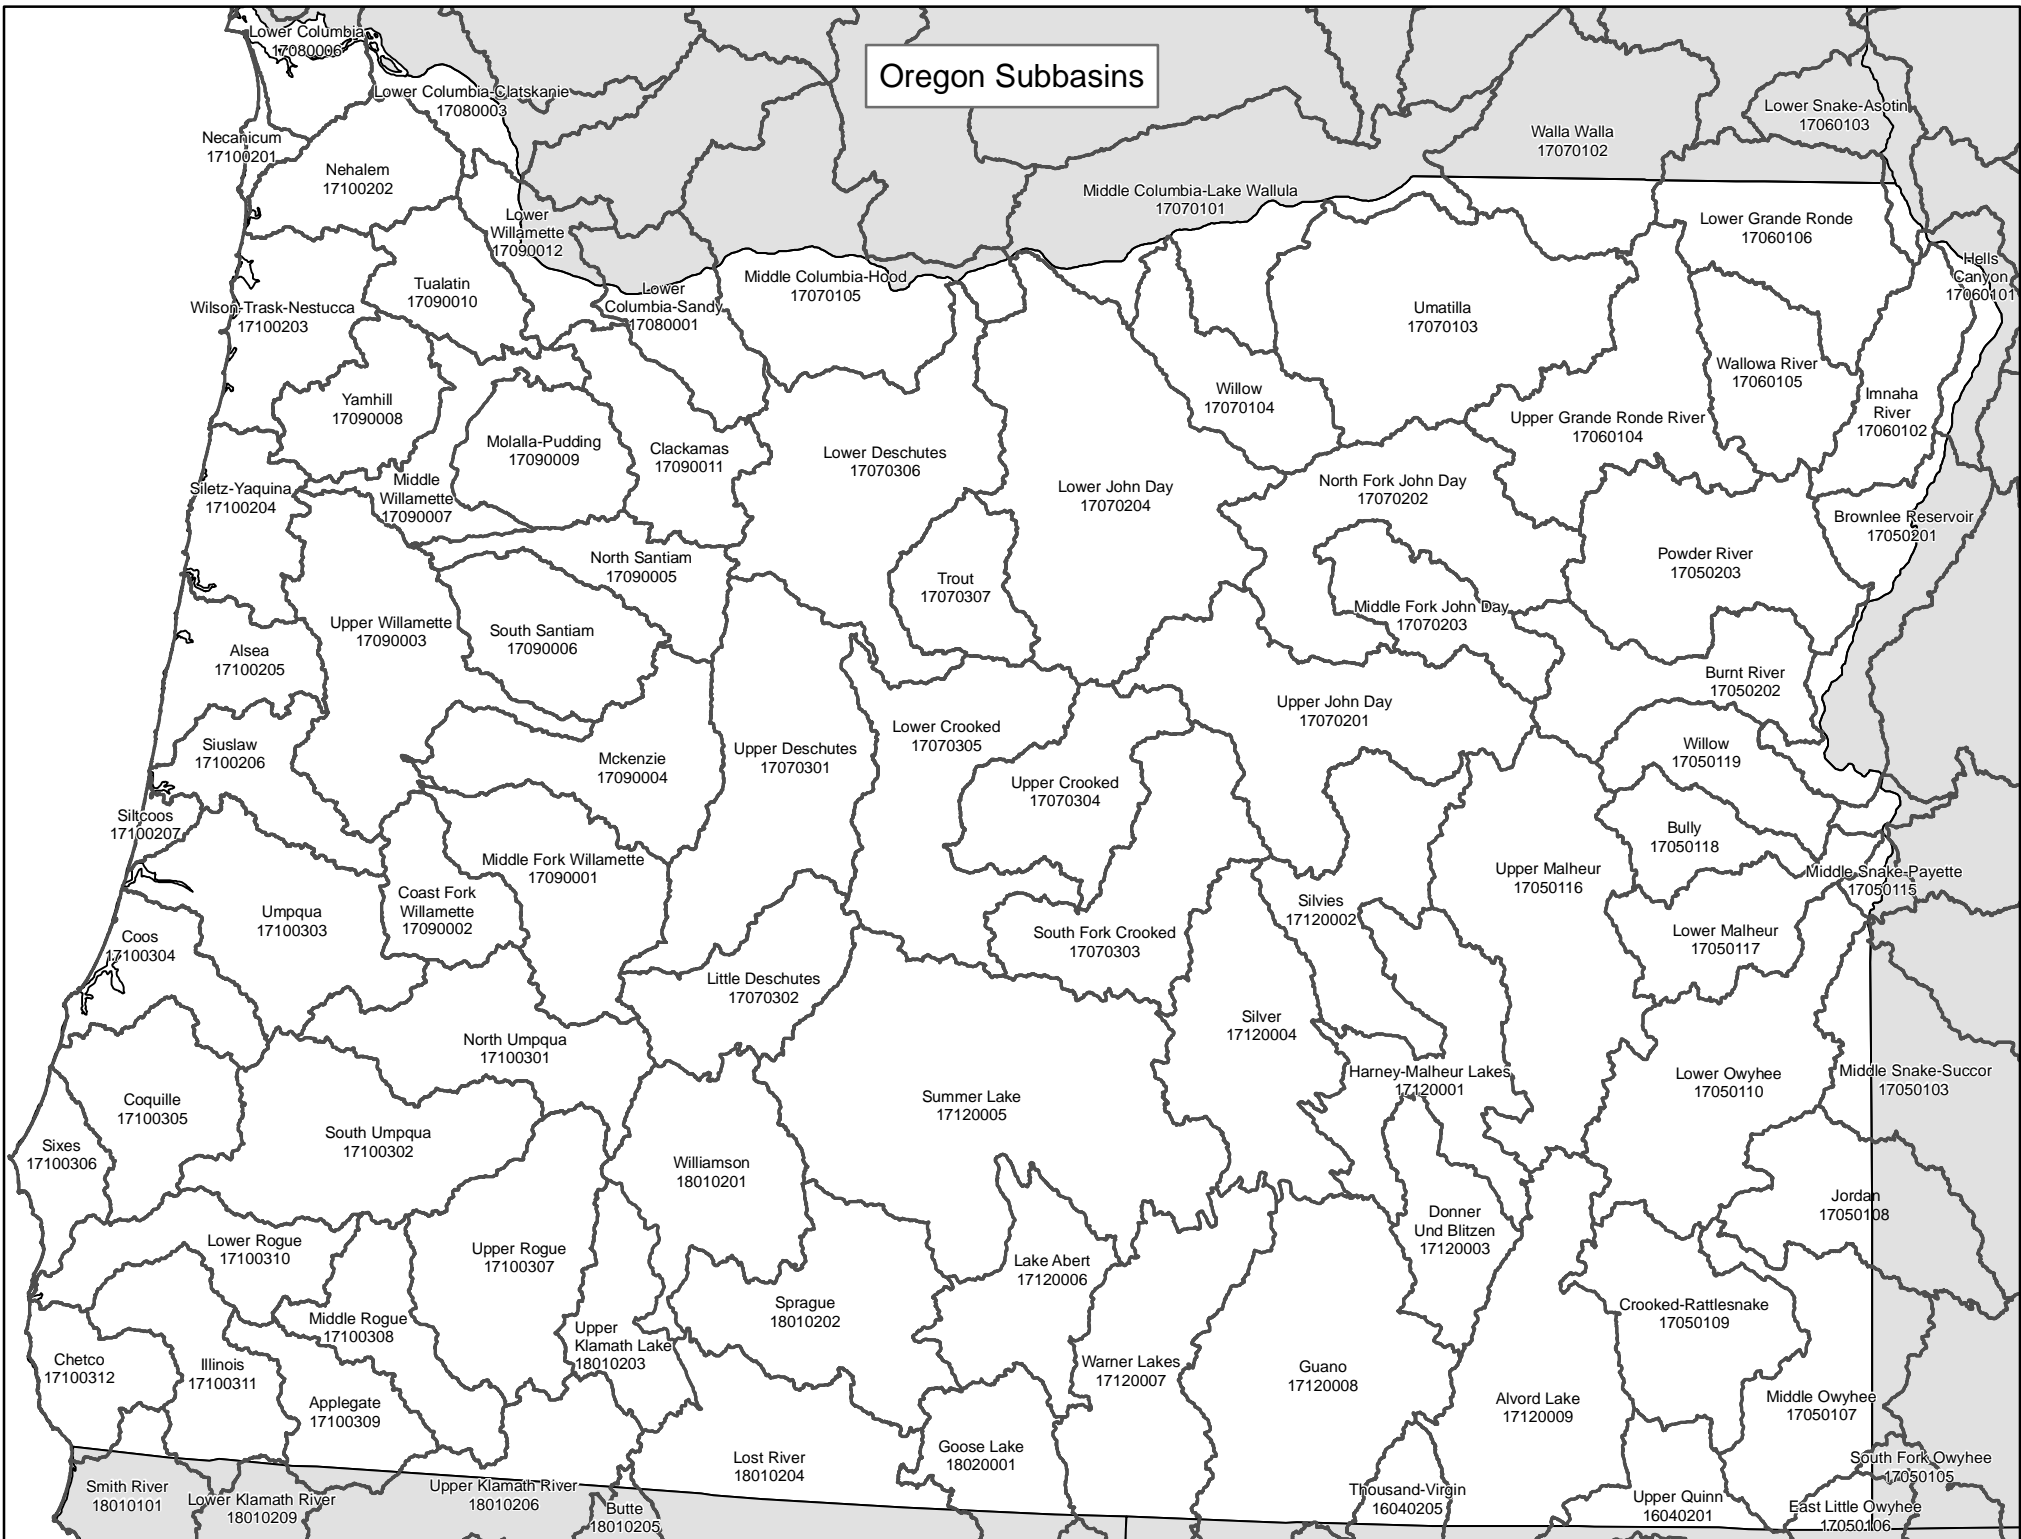 Oregon Subbasins
Lower Columbia
17080006
Lower Columbia-Clatskanie
17080003
Necanicum
17100201
Nehalem
17100202
Lower
Willamette
17090012
Tualatin
17090010
Wilson-Trask-Nestucca
17100203
Lower
Columbia-Sandy
17080001
Middle Columbia-Hood
17070105
Middle Columbia-Lake Wallula
17070101
Walla Walla
17070102
Lower Snake-Asotin
17060103
Lower Grande Ronde
17060106
Hells
Canyon
17060101
Umatilla
17070103
Wallowa River
17060105
Imnaha
River
17060102
Willow
17070104
Upper Grande Ronde River
17060104
Yamhill
17090008
Molalla-Pudding
17090009
Clackamas
17090011
Lower Deschutes
17070306
Middle
Willamette
17090007
Siletz-Yaquina
17100204
Lower John Day
17070204
North Fork John Day
17070202
Brownlee Reservoir
17050201
Powder River
17050203
North Santiam
17090005
Trout
17070307
Middle Fork John Day
17070203
Upper Willamette
17090003
South Santiam
17090006
Alsea
17100205
Burnt River
17050202
Upper John Day
17070201
Lower Crooked
17070305
Siuslaw
17100206
Mckenzie
17090004
Upper Deschutes
17070301
Willow
17050119
Upper Crooked
17070304
Siltcoos
17100207
Bully
17050118
Middle Fork Willamette
17090001
Upper Malheur
17050116
Middle Snake-Payette
17050115
Coast Fork
Willamette
17090002
Umpqua
17100303
Silvies
17120002
Coos
17100304
South Fork Crooked
17070303
Lower Malheur
17050117
Little Deschutes
17070302
Silver
17120004
North Umpqua
17100301
Harney-Malheur Lakes
17120001
Lower Owyhee
17050110
Middle Snake-Succor
17050103
Coquille
17100305
Summer Lake
17120005
South Umpqua
17100302
Sixes
17100306
Williamson
18010201
Jordan
17050108
Donner
Und Blitzen
17120003
Lower Rogue
17100310
Upper Rogue
17100307
Lake Abert
17120006
Middle Rogue
17100308
Sprague
18010202
Crooked-Rattlesnake
17050109
Upper
Klamath Lake
18010203
Chetco
17100312
Illinois
17100311
Warner Lakes
17120007
Guano
17120008
Applegate
17100309
Alvord Lake
17120009
Middle Owyhee
17050107
Goose Lake
18020001
Lost River
18010204
South Fork Owyhee
17050105
Smith River
18010101
Lower Klamath River
18010209
Upper Klamath River
18010206
Butte
18010205
Thousand-Virgin
16040205
Upper Quinn
16040201
East Little Owyhee
17050106